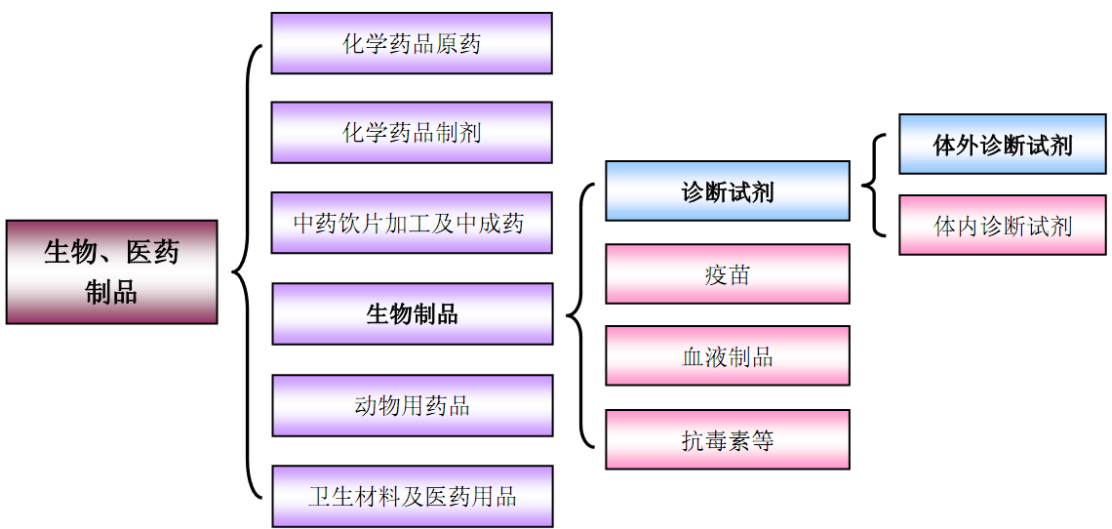 生物、医药
制品
化学药品原药
化学药品制剂
中药饮片加工及中成药
生物制品
动物用药品
卫生材料及医药用品
诊断试剂
疫苗
血液制品
抗毒素等
体外诊断试剂
体内诊断试剂